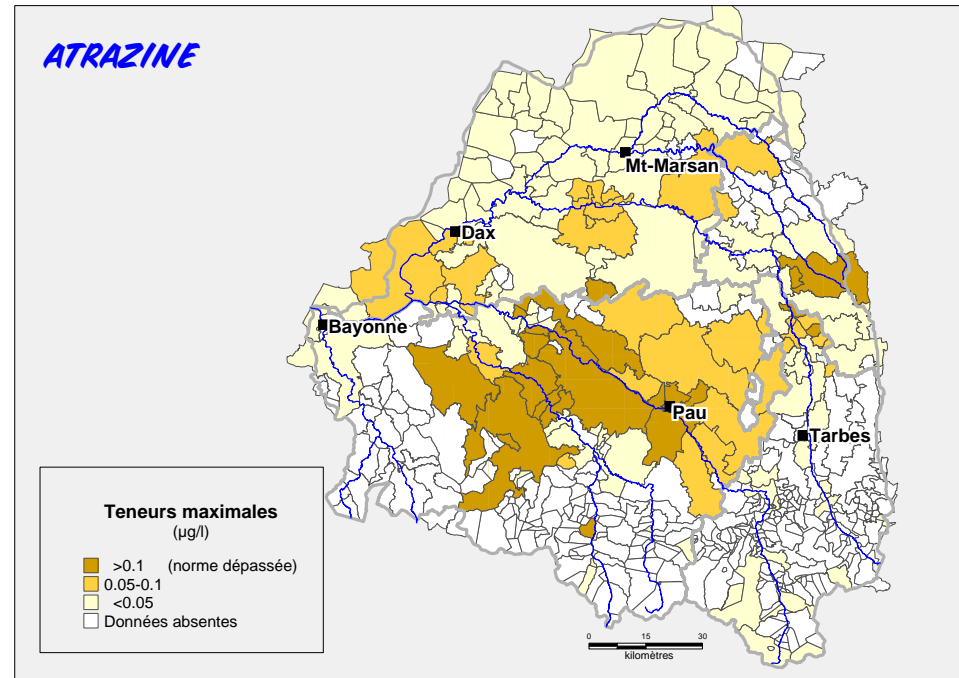 ATRAZINE
Mt-Marsan
Dax
Bayonne
Pau
Tarbes
Teneurs maximales
(µg/l)
>0.1 (norme dépassée)
0.05-0.1
<0.05
Données absentes
0 15 30
kilomètres